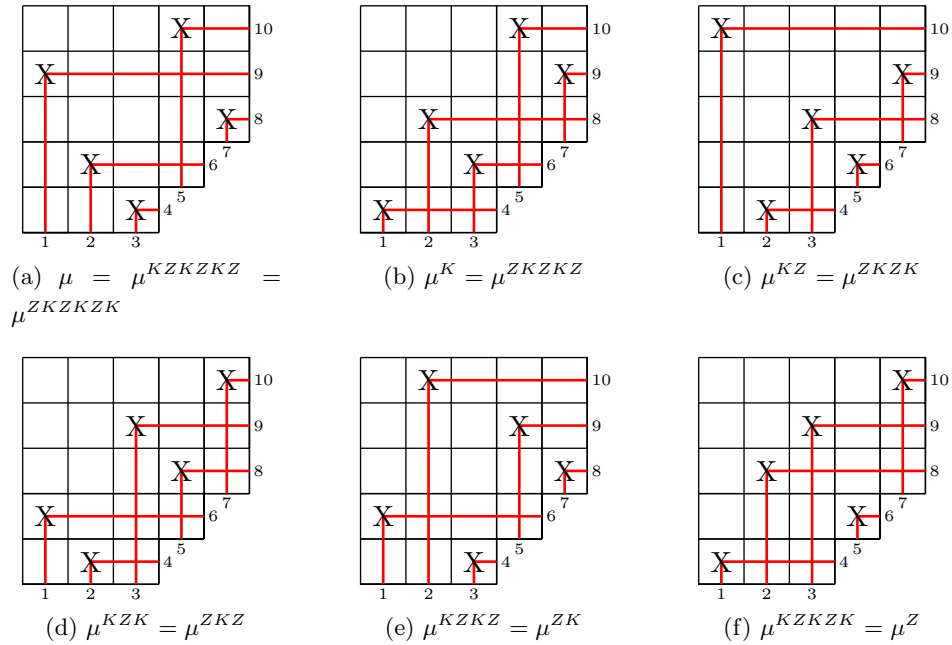 X X X
10 10 10
X X X
9 9 9
X X X
8 8 8
7 7 7
X X X
6 6 6
5 5 5
X X X
4 4 4
1 2 3 1 2 3 1 2 3
(a) μ = μ^{KZKZKZ} = (b) μ^K = μ^{ZKZKZ} (c) μ^{KZ} = μ^{ZKZK}
μ^{ZKZKZK}
X X X
10 10 10
X X X
9 9 9
X X X
8 8 8
7 7 7
X X X
6 6 6
5 5 5
X X X
4 4 4
1 2 3 1 2 3 1 2 3
(d) μ^{KZK} = μ^{ZKZ} (e) μ^{KZKZ} = μ^{ZK} (f) μ^{KZKZK} = μ^Z